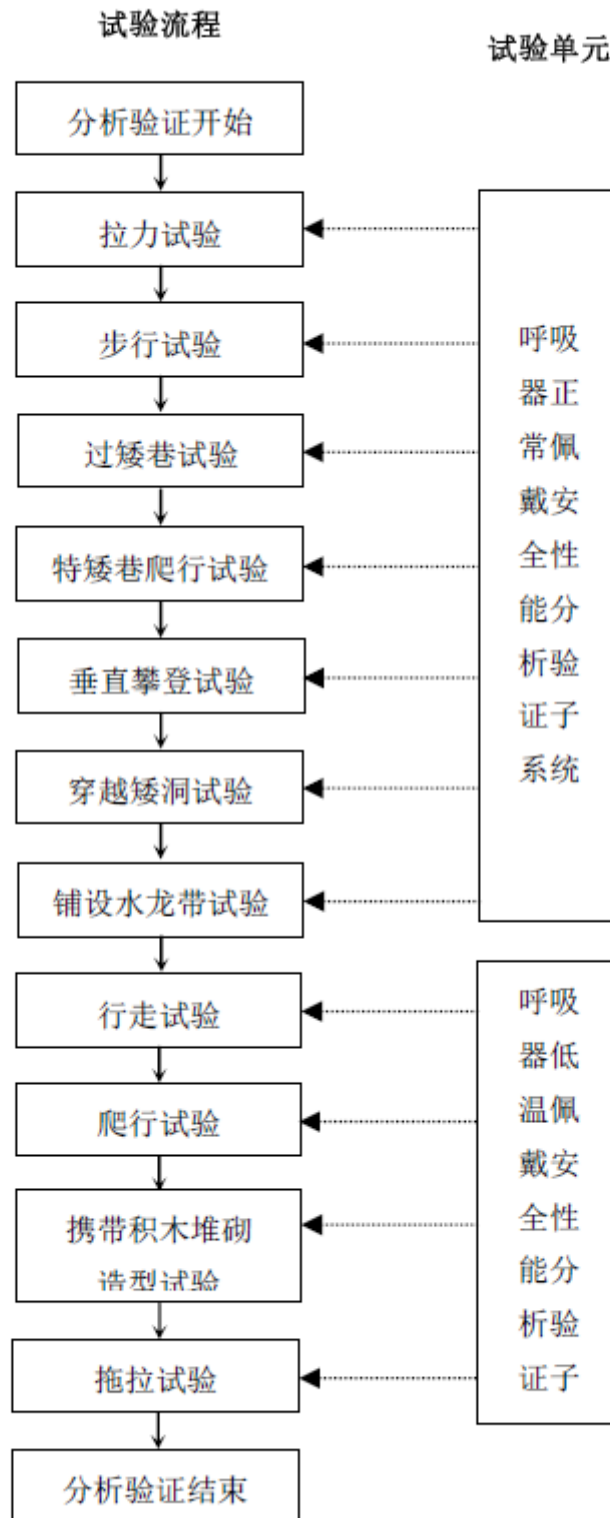 试验流程
试验单元
分析验证开始
拉力试验
步行试验
过矮巷试验
特矮巷爬行试验
垂直攀登试验
穿越矮洞试验
铺设水龙带试验
行走试验
爬行试验
携带积木堆砌
造型试验
拖拉试验
分析验证结束
呼吸
器正
常佩
戴安
全性
能分
析验
证子
系统
呼吸
器低
温佩
戴安
全性
能分
析验
证子